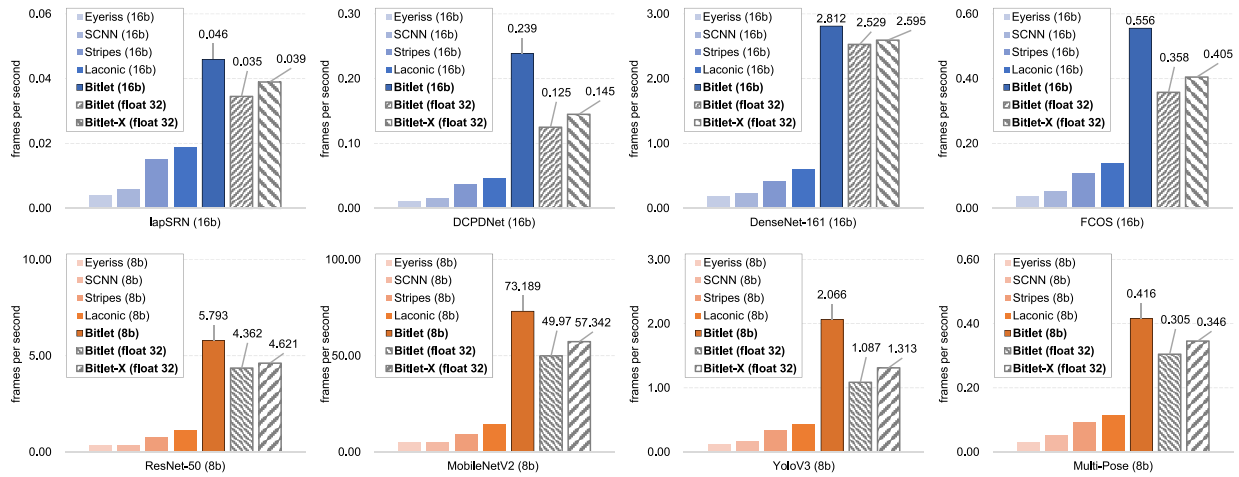 frames per second
0.06
0.04
0.02
0.00
Eyeriss (16b)
SCNN (16b)
Stripes (16b)
Laconic (16b)
Bitlet (16b)
Bitlet (float 32)
Bitlet-X (float 32)
0.046
0.035
0.039
lapSRN (16b)
frames per second
0.30
0.20
0.10
0.00
Eyeriss (16b)
SCNN (16b)
Stripes (16b)
Laconic (16b)
Bitlet (16b)
Bitlet (float 32)
Bitlet-X (float 32)
0.239
0.125
0.145
DCPDNet (16b)
frames per second
3.00
2.00
1.00
0.00
Eyeriss (16b)
SCNN (16b)
Stripes (16b)
Laconic (16b)
Bitlet (16b)
Bitlet (float 32)
Bitlet-X (float 32)
2.812
2.529
2.595
DenseNet-161 (16b)
frames per second
0.60
0.40
0.20
0.00
Eyeriss (16b)
SCNN (16b)
Stripes (16b)
Laconic (16b)
Bitlet (16b)
Bitlet (float 32)
Bitlet-X (float 32)
0.556
0.358
0.405
FCOS (16b)
frames per second
10.00
5.00
0.00
Eyeriss (8b)
SCNN (8b)
Stripes (8b)
Laconic (8b)
Bitlet (8b)
Bitlet (float 32)
Bitlet-X (float 32)
5.793
4.362
4.621
ResNet-50 (8b)
frames per second
100.00
50.00
0.00
Eyeriss (8b)
SCNN (8b)
Stripes (8b)
Laconic (8b)
Bitlet (8b)
Bitlet (float 32)
Bitlet-X (float 32)
73.189
49.97
57.342
MobileNetV2 (8b)
frames per second
3.00
2.00
1.00
0.00
Eyeriss (8b)
SCNN (8b)
Stripes (8b)
Laconic (8b)
Bitlet (8b)
Bitlet (float 32)
Bitlet-X (float 32)
2.066
1.087
1.313
YoloV3 (8b)
frames per second
0.60
0.40
0.20
0.00
Eyeriss (8b)
SCNN (8b)
Stripes (8b)
Laconic (8b)
Bitlet (8b)
Bitlet (float 32)
Bitlet-X (float 32)
0.416
0.305
0.346
Multi-Pose (8b)